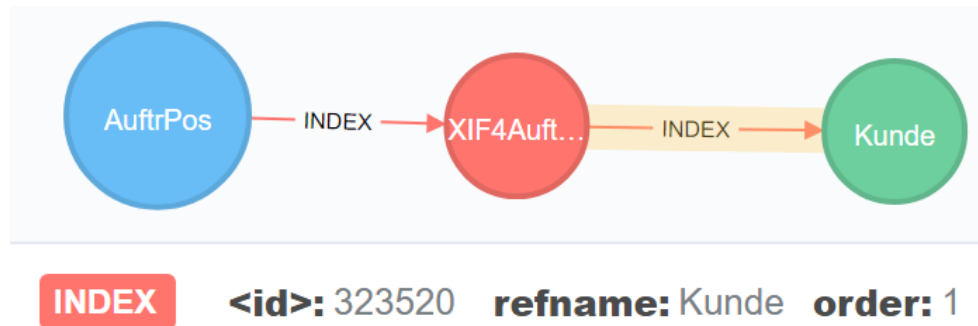 AuftrPos INDEX XIF4Auft... INDEX Kunde
INDEX <id>: 323520 refname: Kunde order: 1